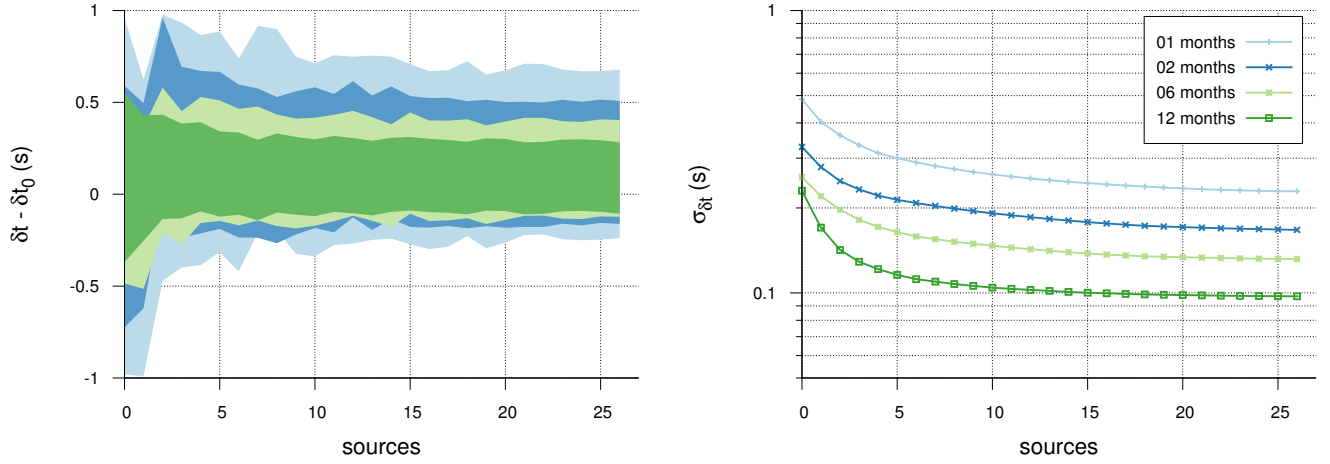 1
0.5
0
-0.5
-1
δt - δt0 (s)
0 5 10 15 20 25
sources
1
0.1
σδt (s)
01 months
02 months
06 months
12 months
0 5 10 15 20 25
sources